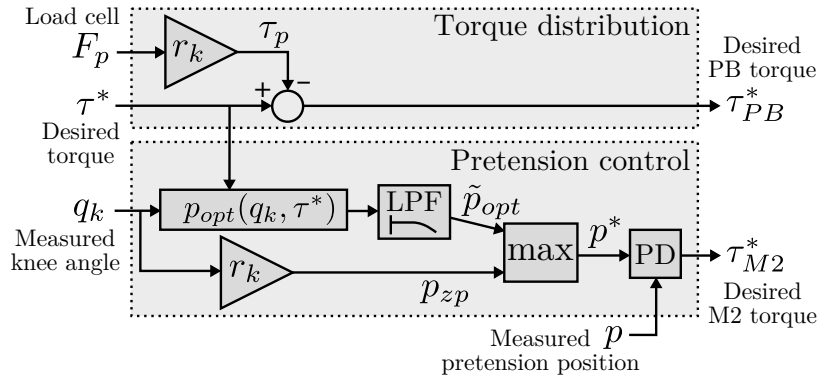 Load cell
F_p
r_k
τ_p
Torque distribution
+
−
τ*
Desired
torque
Desired
PB torque
τ*_PB
Pretension control
q_k
Measured
knee angle
p_opt(q_k, τ*)
LPF
p̃_opt
r_k
p_zp
max
p*
PD
τ*_M2
Desired
M2 torque
Measured p
pretension position